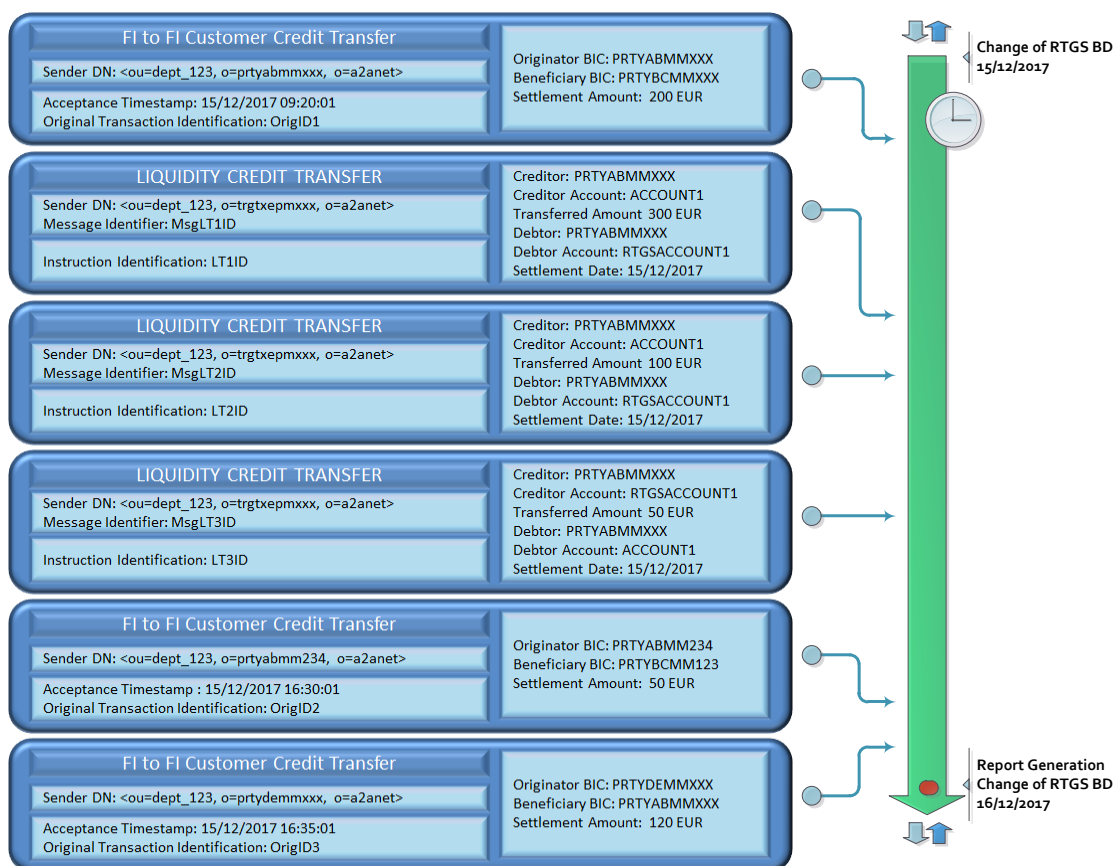 FI to FI Customer Credit Transfer
Sender DN: <ou=dept_123, o=prtyabmmxxx, o=a2anet>
Acceptance Timestamp: 15/12/2017 09:20:01
Original Transaction Identification: OrigID1
Originator BIC: PRTYABMMXXX
Beneficiary BIC: PRTYBCMMXXX
Settlement Amount: 200 EUR
LIQUIDITY CREDIT TRANSFER
Sender DN: <ou=dept_123, o=trgtxepmxxx, o=a2anet>
Message Identifier: MsgLT1ID
Instruction Identification: LT1ID
Creditor: PRTYABMMXXX
Creditor Account: ACCOUNT1
Transferred Amount 300 EUR
Debtor: PRTYABMMXXX
Debtor Account: RTGSACCOUNT1
Settlement Date: 15/12/2017
LIQUIDITY CREDIT TRANSFER
Sender DN: <ou=dept_123, o=trgtxepmxxx, o=a2anet>
Message Identifier: MsgLT2ID
Instruction Identification: LT2ID
Creditor: PRTYABMMXXX
Creditor Account: ACCOUNT1
Transferred Amount 100 EUR
Debtor: PRTYABMMXXX
Debtor Account: RTGSACCOUNT1
Settlement Date: 15/12/2017
LIQUIDITY CREDIT TRANSFER
Sender DN: <ou=dept_123, o=trgtxepmxxx, o=a2anet>
Message Identifier: MsgLT3ID
Instruction Identification: LT3ID
Creditor: PRTYABMMXXX
Creditor Account: RTGSACCOUNT1
Transferred Amount 50 EUR
Debtor: PRTYABMMXXX
Debtor Account: ACCOUNT1
Settlement Date: 15/12/2017
FI to FI Customer Credit Transfer
Sender DN: <ou=dept_123, o=prtyabmm234, o=a2anet>
Acceptance Timestamp : 15/12/2017 16:30:01
Original Transaction Identification: OrigID2
Originator BIC: PRTYABMM234
Beneficiary BIC: PRTYBCMM123
Settlement Amount: 50 EUR
FI to FI Customer Credit Transfer
Sender DN: <ou=dept_123, o=prtydemmxxx, o=a2anet>
Acceptance Timestamp: 15/12/2017 16:35:01
Original Transaction Identification: OrigID3
Originator BIC: PRTYDEMMXXX
Beneficiary BIC: PRTYABMMXXX
Settlement Amount: 120 EUR
Change of RTGS BD
15/12/2017
Report Generation
Change of RTGS BD
16/12/2017